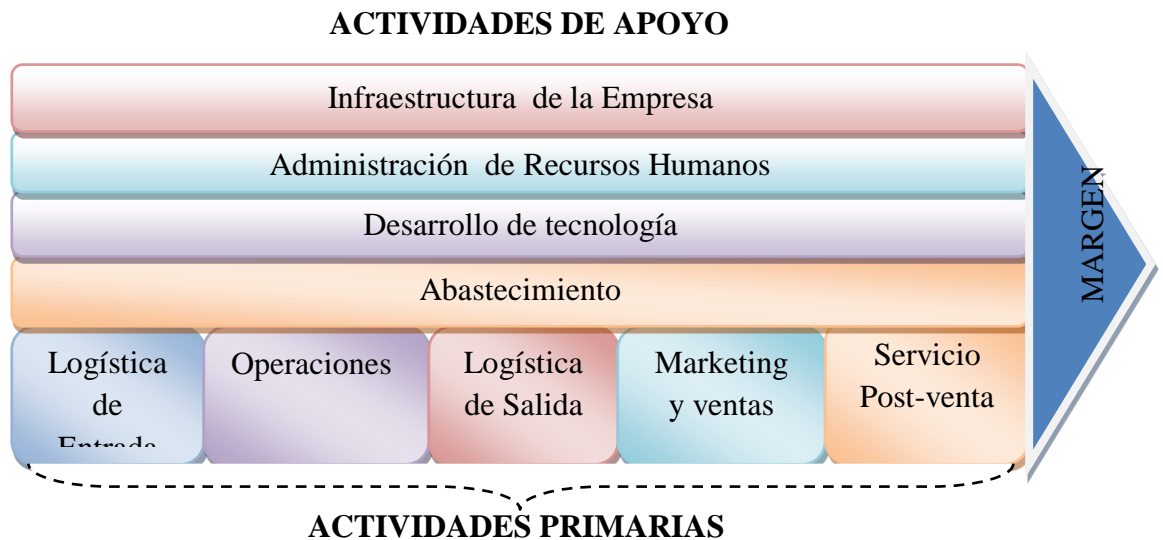 ACTIVIDADES DE APOYO
Infraestructura de la Empresa
Administración de Recursos Humanos
Desarrollo de tecnología
Abastecimiento
MARGEN
Logística
de
Entrada
Operaciones
Logística
de Salida
Marketing
y ventas
Servicio
Post-venta
ACTIVIDADES PRIMARIAS